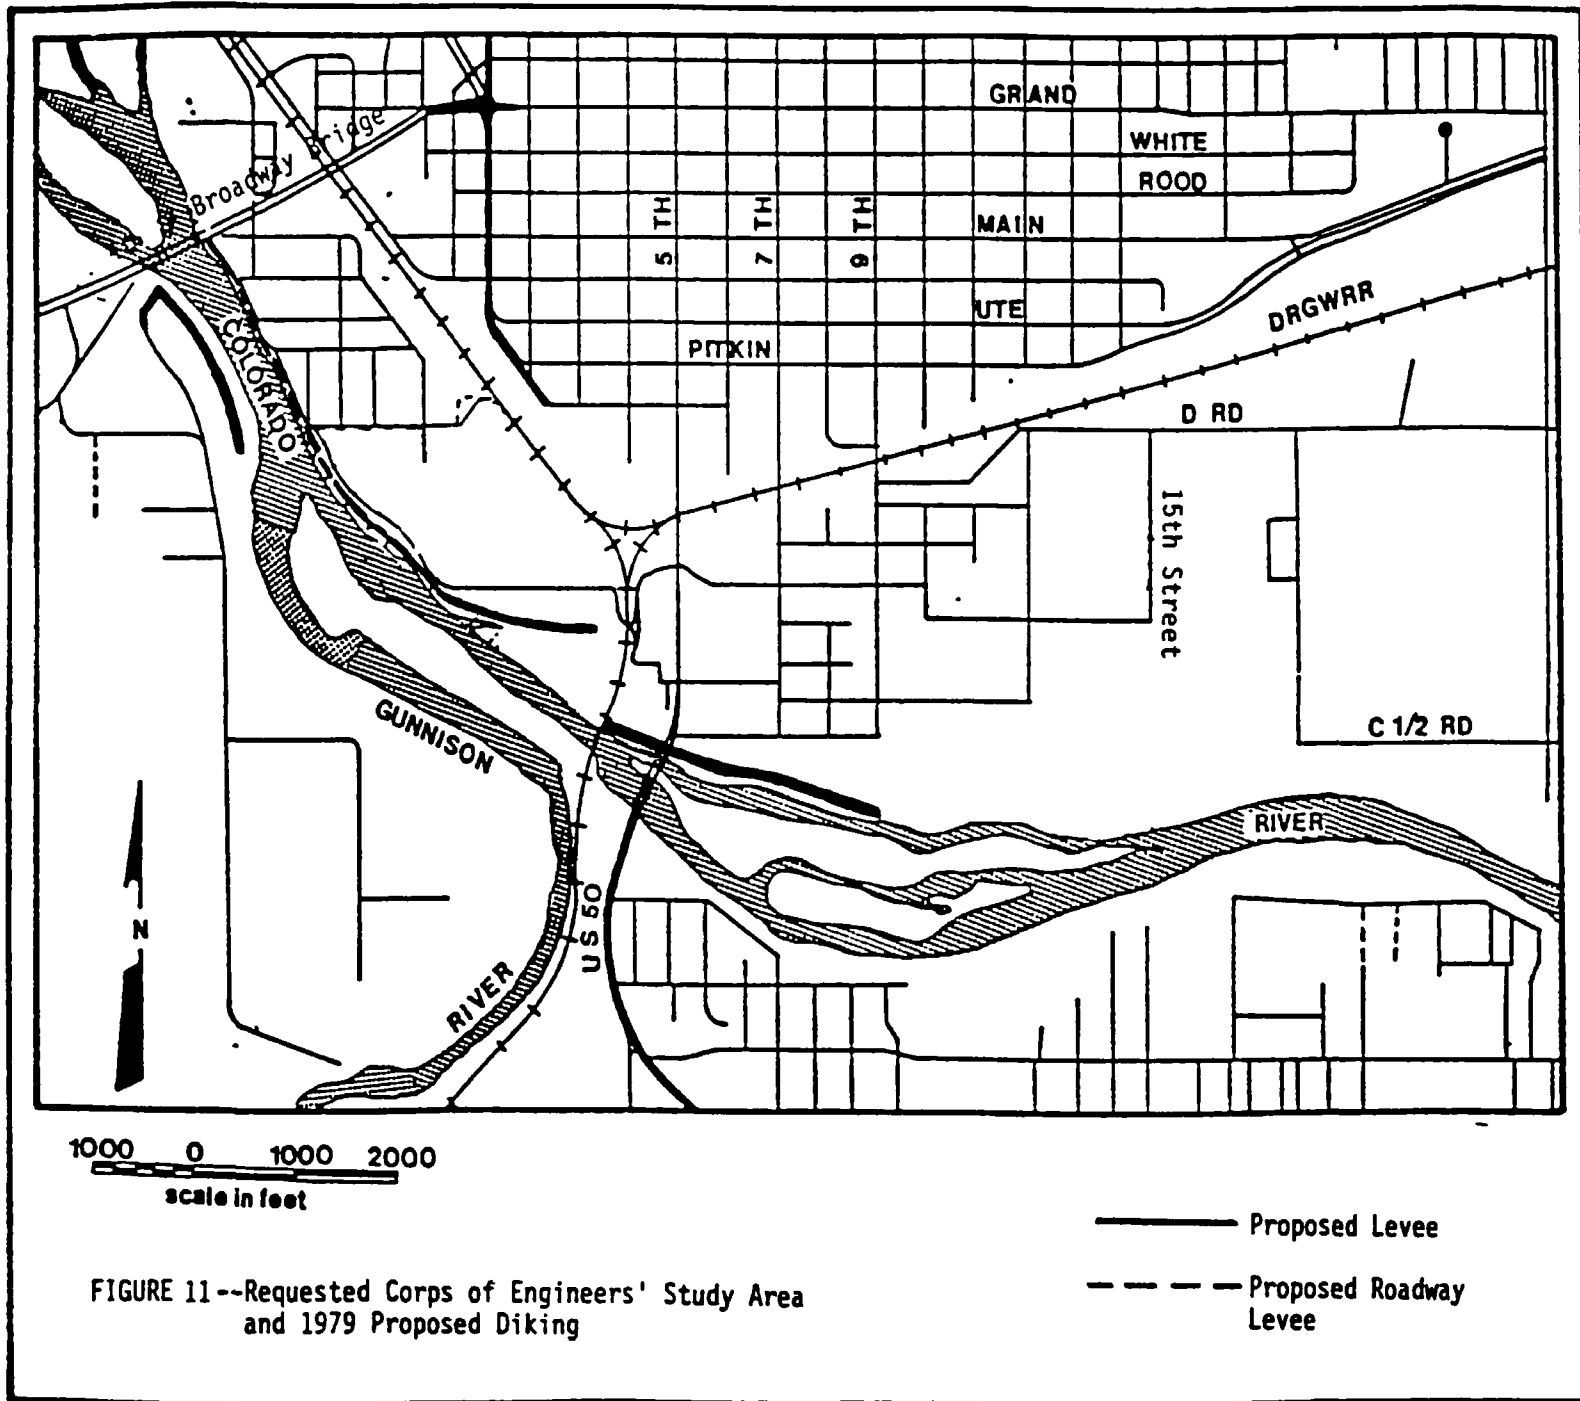 GRAND
WHITE
ROOD
MAIN
5 TH
7 TH
9 TH
UTE
PITKIN
DRGWRR
D RD
Broadway ridge
COLORADO
15th Street
GUNNISON
C 1/2 RD
RIVER
US 50
RIVER
N
1000 0 1000 2000
scale in feet
Proposed Levee
Proposed Roadway
Levee
FIGURE 11--Requested Corps of Engineers' Study Area
and 1979 Proposed Diking